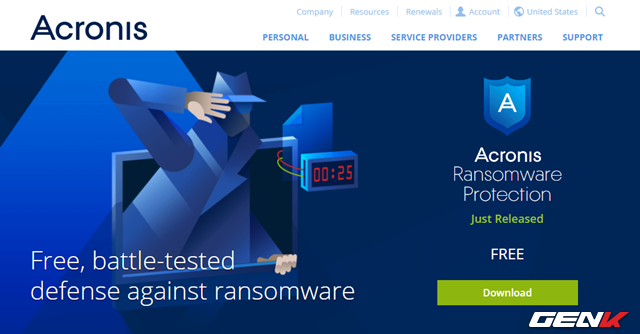 Company Resources Renewals Account United States
Acronis
PERSONAL BUSINESS SERVICE PROVIDERS PARTNERS SUPPORT
A
00:25
Acronis
Ransomware
Protection
Just Released
FREE
Free, battle-tested
defense against ransomware
Download
GENK